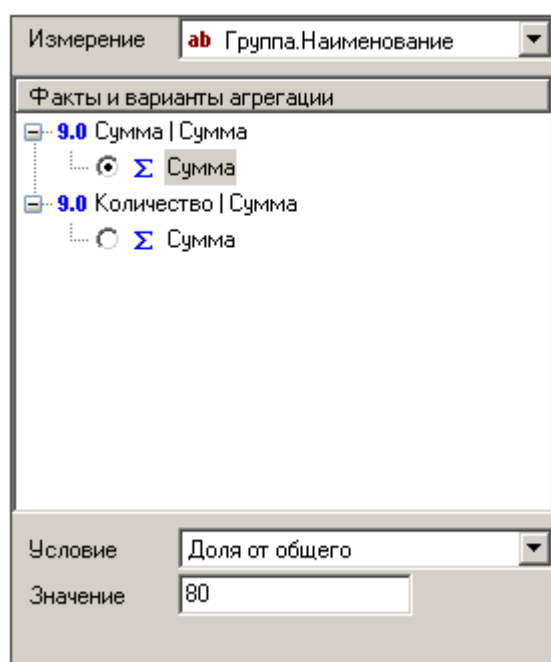 Измерение ab Группа.Наименование
Факты и варианты агрегации
9.0 Сумма | Сумма
Σ Сумма
9.0 Количество | Сумма
Σ Сумма
Условие Доля от общего
Значение 80